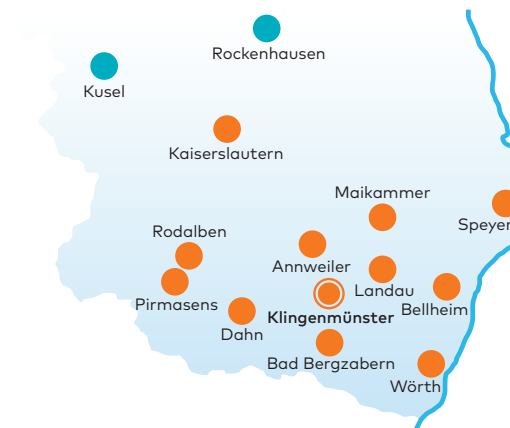 Rockenhausen
Kusel
Kaiserslautern
Maikammer
Speyer
Rodalben
Annweiler
Landau
Pirmasens
Bellheim
Klingenmünster
Dahn
Bad Bergzabern
Wörth